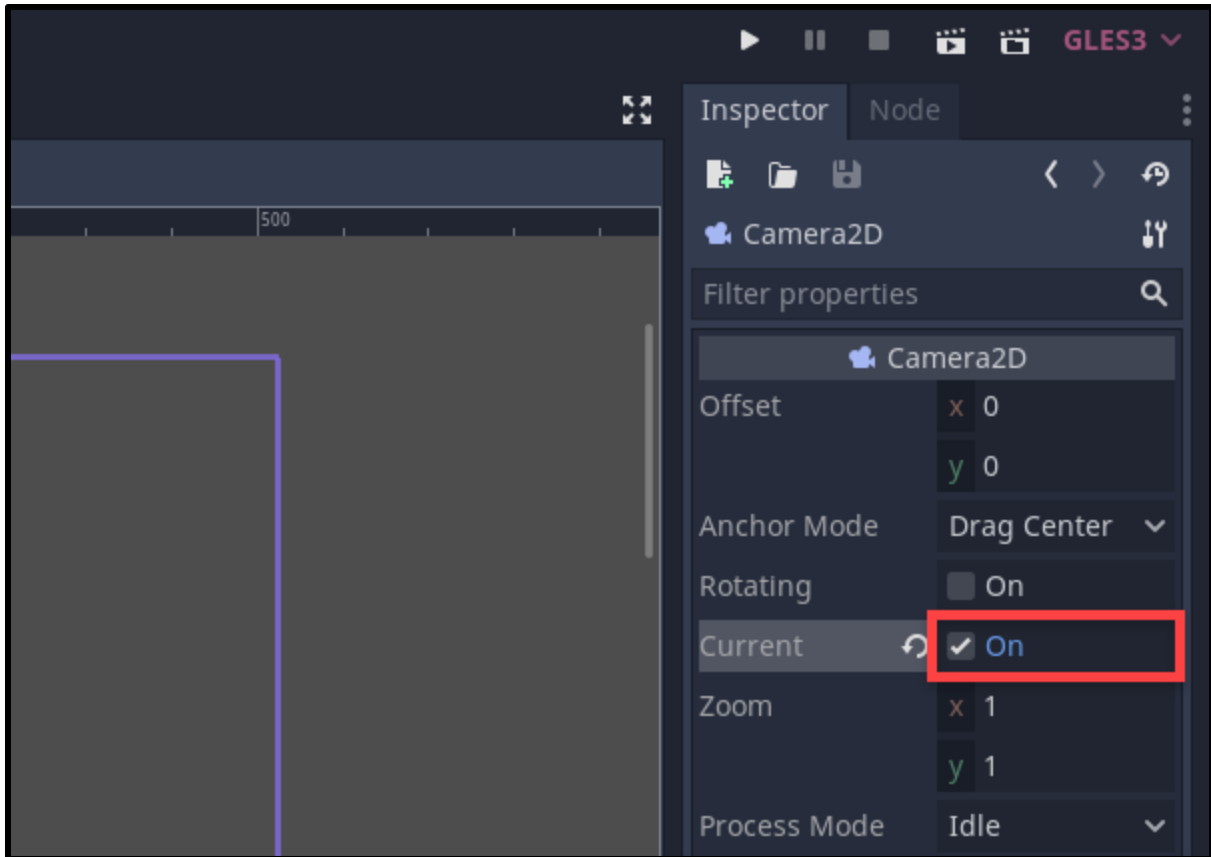 GLES3
Inspector Node
500
Camera2D
Filter properties
Camera2D
Offset x 0
y 0
Anchor Mode Drag Center
Rotating On
Current On
Zoom x 1
y 1
Process Mode Idle